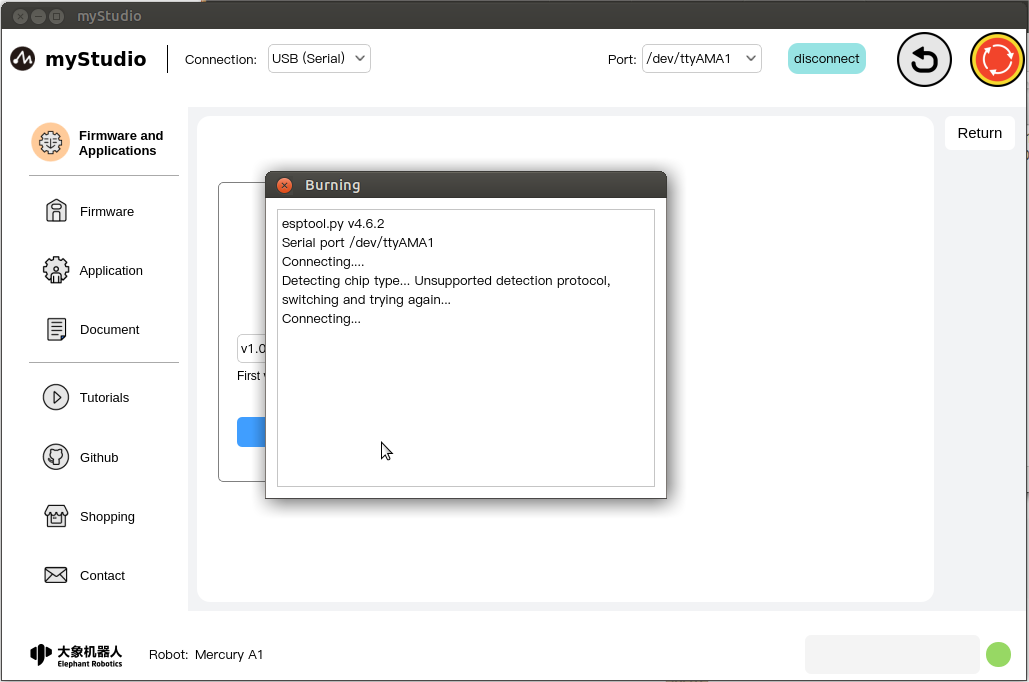 myStudio
myStudio
Connection:
USB (Serial)
Port:
/dev/ttyAMA1
disconnect
Firmware and
Applications
Return
Firmware
Application
Document
Tutorials
Github
Shopping
Contact
Burning
esptool.py v4.6.2
Serial port /dev/ttyAMA1
Connecting....
Detecting chip type... Unsupported detection protocol,
switching and trying again...
Connecting...
v1.0
First
大象机器人
Elephant Robotics
Robot: Mercury A1